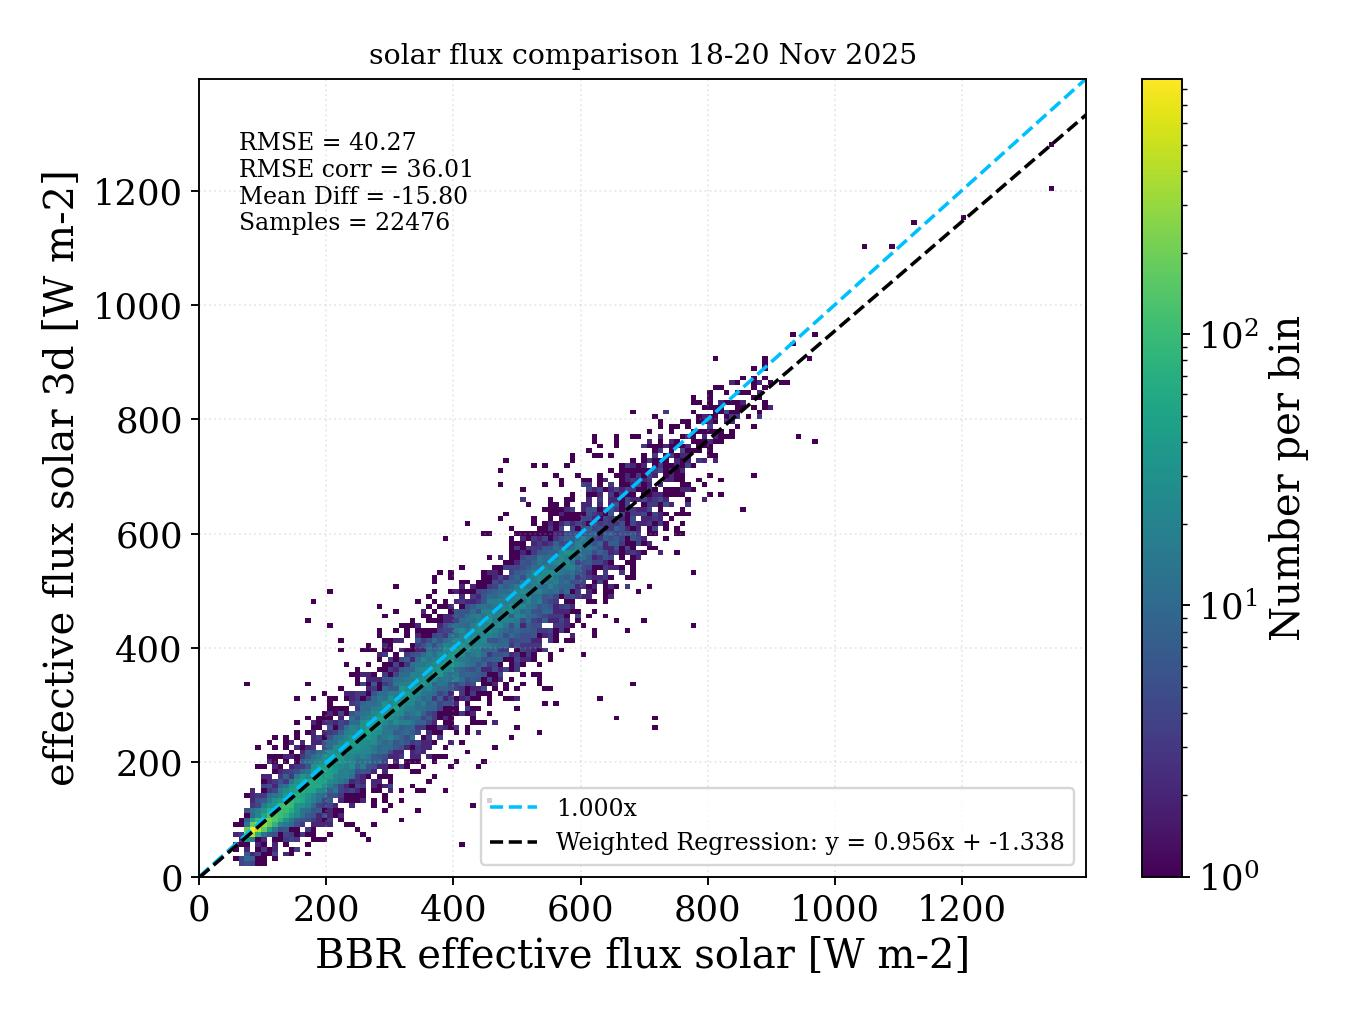 solar flux comparison 18-20 Nov 2025
RMSE = 40.27
RMSE corr = 36.01
Mean Diff = -15.80
Samples = 22476
effective flux solar 3d [W m-2]
1200
1000
800
600
400
200
0
0 200 400 600 800 1000 1200
BBR effective flux solar [W m-2]
1.000x
Weighted Regression: y = 0.956x + -1.338
10²
10¹
10⁰
Number per bin